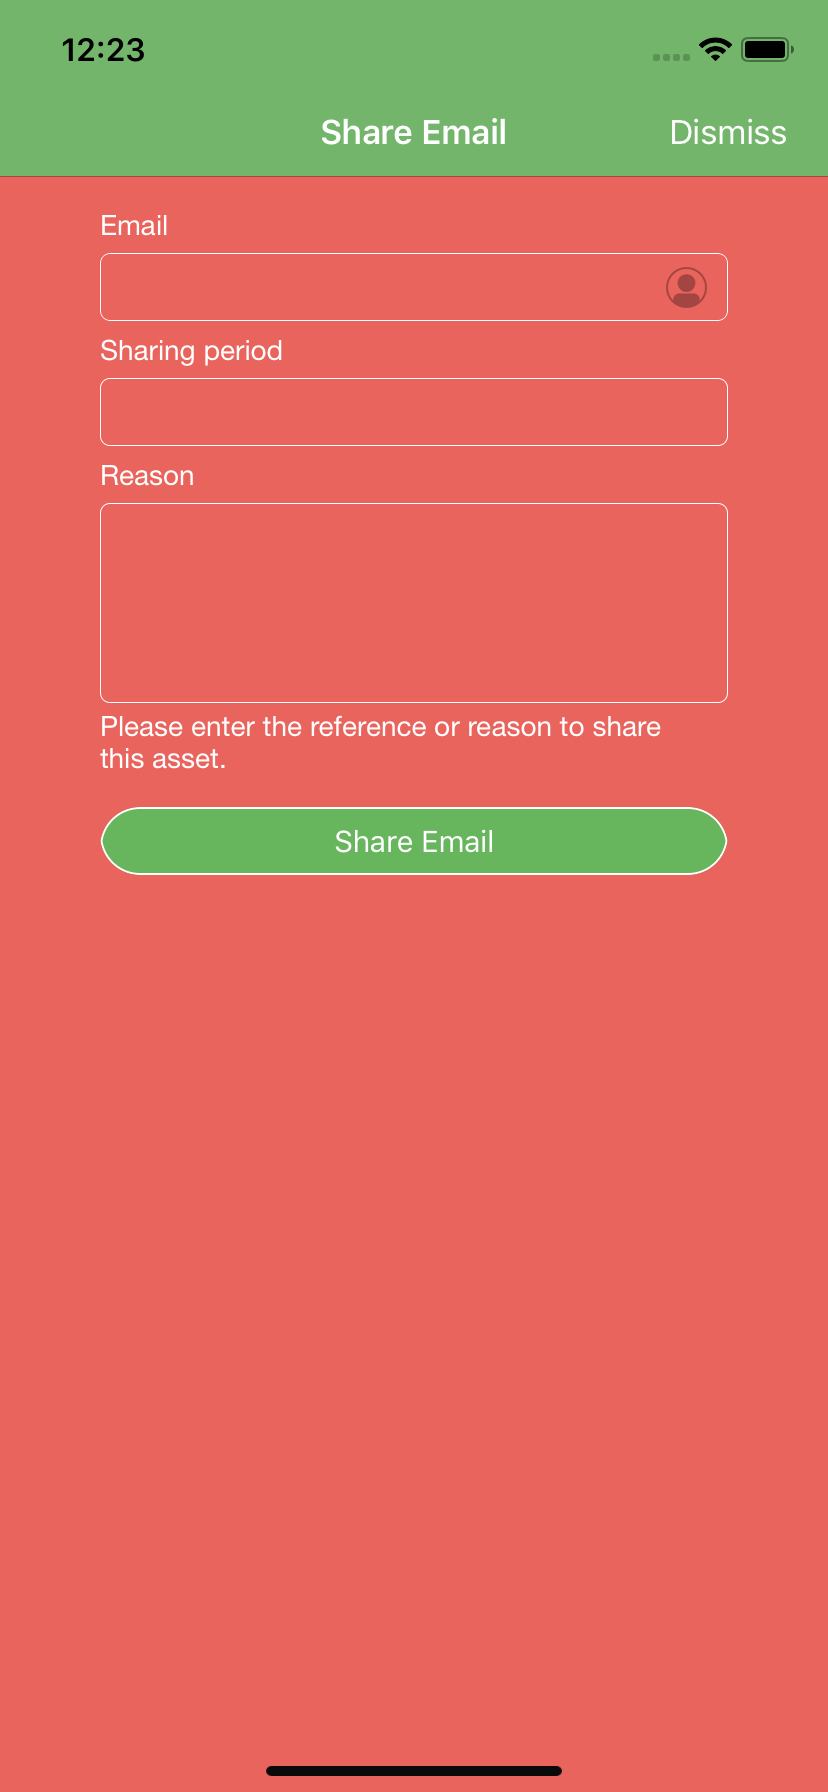 12:23
Share Email
Dismiss
Email
Sharing period
Reason
Please enter the reference or reason to share
this asset.
Share Email